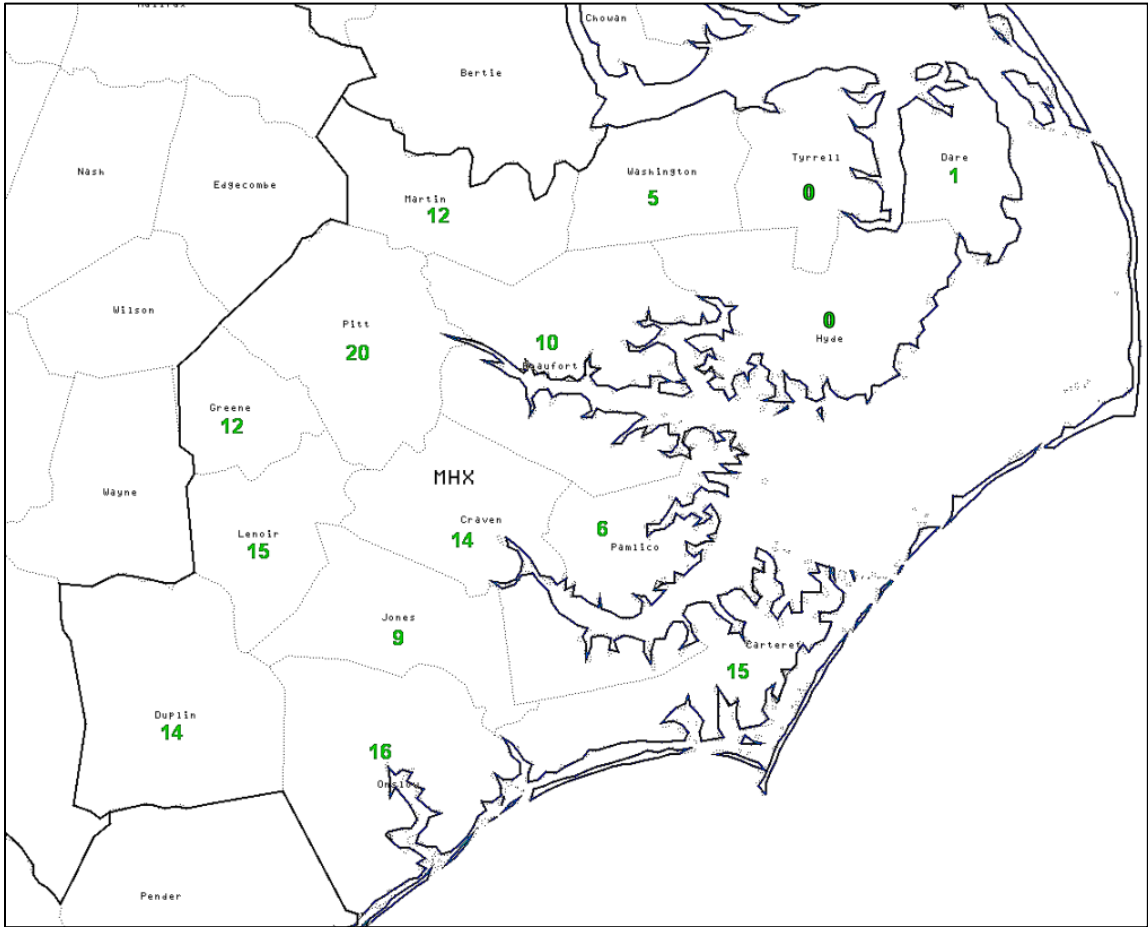 Halifax
Chowan
Bertie
Nash
Edgecombe
Martin
12
Washington
5
Tyrrell
0
Dare
1
Wilson
Pitt
20
10
Beaufort
0
Hyde
Greene
12
MHX
Wayne
Lenoir
15
Craven
14
6
Pamlico
Jones
9
Carteret
15
Duplin
14
16
Onslow
Pender